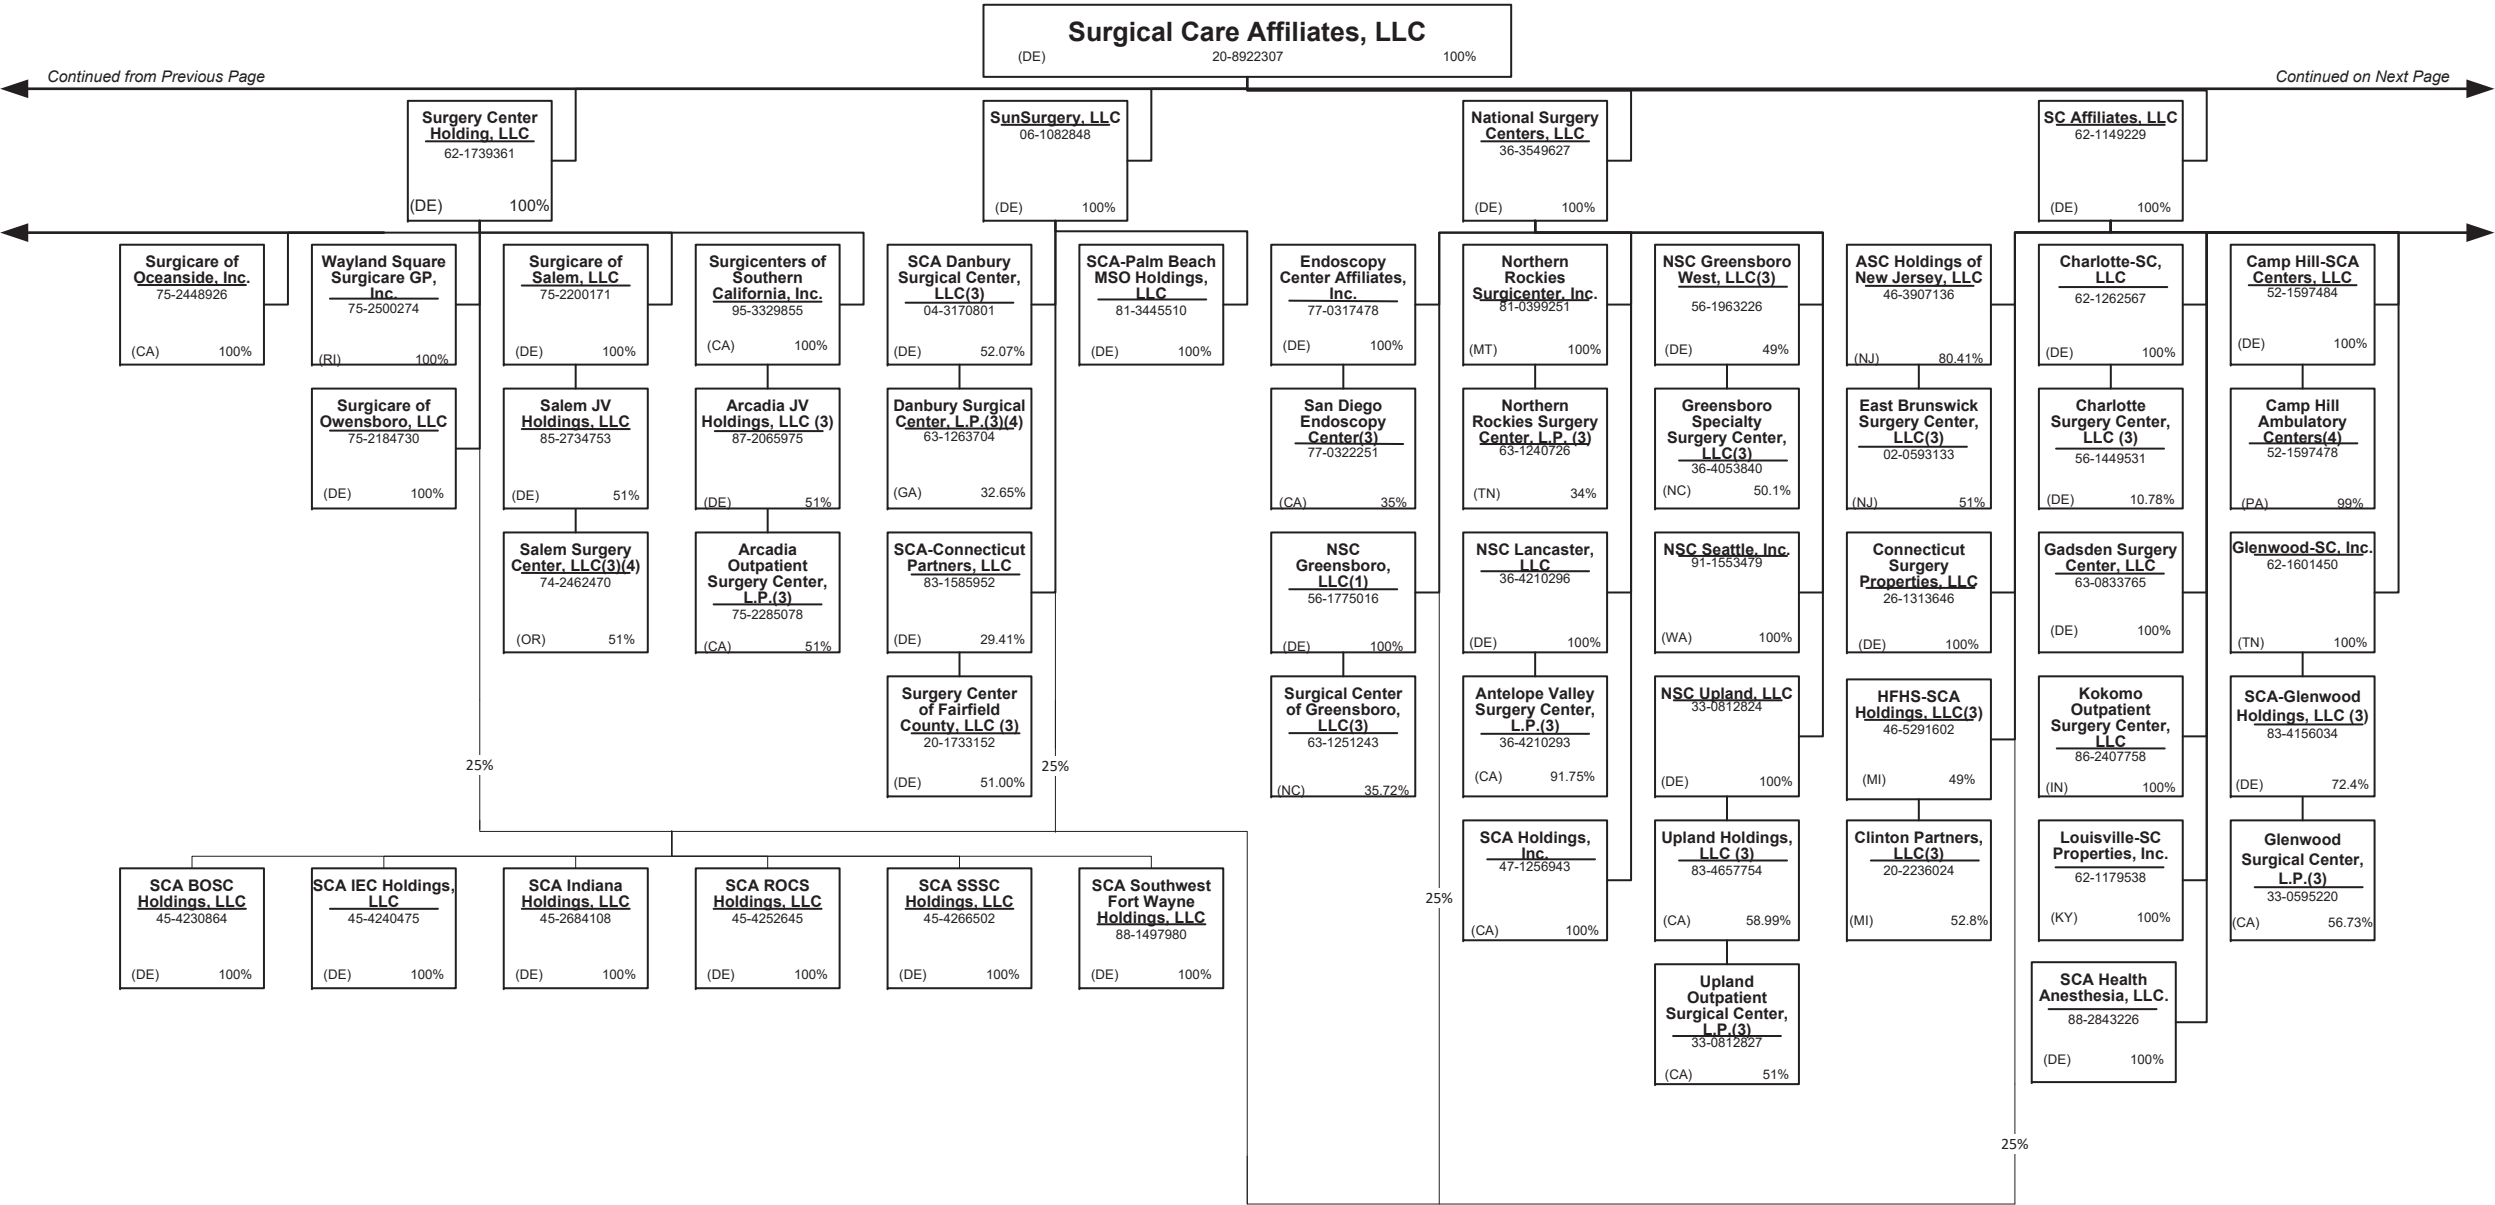 Surgical Care Affiliates, LLC
(DE) 20-8922307 100%
Continued from Previous Page
Continued on Next Page
Surgery Center
Holding, LLC
62-1739361
(DE) 100%
SunSurgery, LLC
06-1082848
(DE) 100%
National Surgery
Centers, LLC
36-3549627
(DE) 100%
SC Affiliates, LLC
62-1149229
(DE) 100%
Surgicare of
Oceanside, Inc.
75-2448926
(CA) 100%
Wayland Square
Surgicare GP,
Inc.
75-2500274
(RI) 100%
Surgicare of
Salem, LLC
75-2200171
(DE) 100%
Surgicenters of
Southern
California, Inc.
95-3329855
(CA) 100%
SCA Danbury
Surgical Center,
LLC(3)
04-3170801
(DE) 52.07%
SCA-Palm Beach
MSO Holdings,
LLC
81-3445510
(DE) 100%
Endoscopy
Center Affiliates,
Inc.
77-0317478
(DE) 100%
Northern
Rockies
Surgicenter, Inc.
81-0399251
(MT) 100%
NSC Greensboro
West, LLC(3)
56-1963226
(DE) 49%
ASC Holdings of
New Jersey, LLC
46-3907136
(NJ) 80.41%
Charlotte-SC,
LLC
62-1262567
(DE) 100%
Camp Hill-SCA
Centers, LLC
52-1597484
(DE) 100%
Surgicare of
Owensboro, LLC
75-2184730
(DE) 100%
Salem JV
Holdings, LLC
85-2734753
(DE) 51%
Arcadia JV
Holdings, LLC (3)
87-2065975
(DE) 51%
Danbury Surgical
Center, L.P.(3)(4)
63-1263704
(GA) 32.65%
San Diego
Endoscopy
Center(3)
77-0322251
(CA) 35%
Northern
Rockies Surgery
Center, L.P. (3)
63-1240726
(TN) 34%
Greensboro
Specialty
Surgery Center,
LLC(3)
36-4053840
(NC) 50.1%
East Brunswick
Surgery Center,
LLC(3)
02-0593133
(NJ) 51%
Charlotte
Surgery Center,
LLC (3)
56-1449531
(DE) 10.78%
Camp Hill
Ambulatory
Centers(4)
52-1597478
(PA) 99%
Salem Surgery
Center, LLC(3)(4)
74-2462470
(OR) 51%
Arcadia
Outpatient
Surgery Center,
L.P.(3)
75-2285078
(CA) 51%
SCA-Connecticut
Partners, LLC
83-1585952
(DE) 29.41%
NSC
Greensboro,
LLC(1)
56-1775016
(DE) 100%
NSC Lancaster,
LLC
36-4210296
(DE) 100%
NSC Seattle, Inc.
91-1553479
(WA) 100%
Connecticut
Surgery
Properties, LLC
26-1313646
(DE) 100%
Gadsden Surgery
Center, LLC
63-0833765
(DE) 100%
Glenwood-SC, Inc.
62-1601450
(TN) 100%
Surgery Center
of Fairfield
County, LLC (3)
20-1733152
(DE) 51.00%
Surgical Center
of Greensboro,
LLC(3)
63-1251243
(NC) 35.72%
Antelope Valley
Surgery Center,
L.P.(3)
36-4210293
(CA) 91.75%
NSC Upland, LLC
33-0812824
(DE) 100%
HFHS-SCA
Holdings, LLC(3)
46-5291602
(MI) 49%
Kokomo
Outpatient
Surgery Center,
LLC
86-2407758
(IN) 100%
SCA-Glenwood
Holdings, LLC (3)
83-4156034
(DE) 72.4%
25%
25%
SCA Holdings,
Inc.
47-1256943
(CA) 100%
Upland Holdings,
LLC (3)
83-4657754
(CA) 58.99%
Clinton Partners,
LLC(3)
20-2236024
(MI) 52.8%
Louisville-SC
Properties, Inc.
62-1179538
(KY) 100%
Glenwood
Surgical Center,
L.P.(3)
33-0595220
(CA) 56.73%
SCA BOSC
Holdings, LLC
45-4230864
(DE) 100%
SCA IEC Holdings,
LLC
45-4240475
(DE) 100%
SCA Indiana
Holdings, LLC
45-2684108
(DE) 100%
SCA ROCS
Holdings, LLC
45-4252645
(DE) 100%
SCA SSSC
Holdings, LLC
45-4266502
(DE) 100%
SCA Southwest
Fort Wayne
Holdings, LLC
88-1497980
(DE) 100%
25%
Upland
Outpatient
Surgical Center,
L.P.(3)
33-0812827
(CA) 51%
SCA Health
Anesthesia, LLC.
88-2843226
(DE) 100%
25%